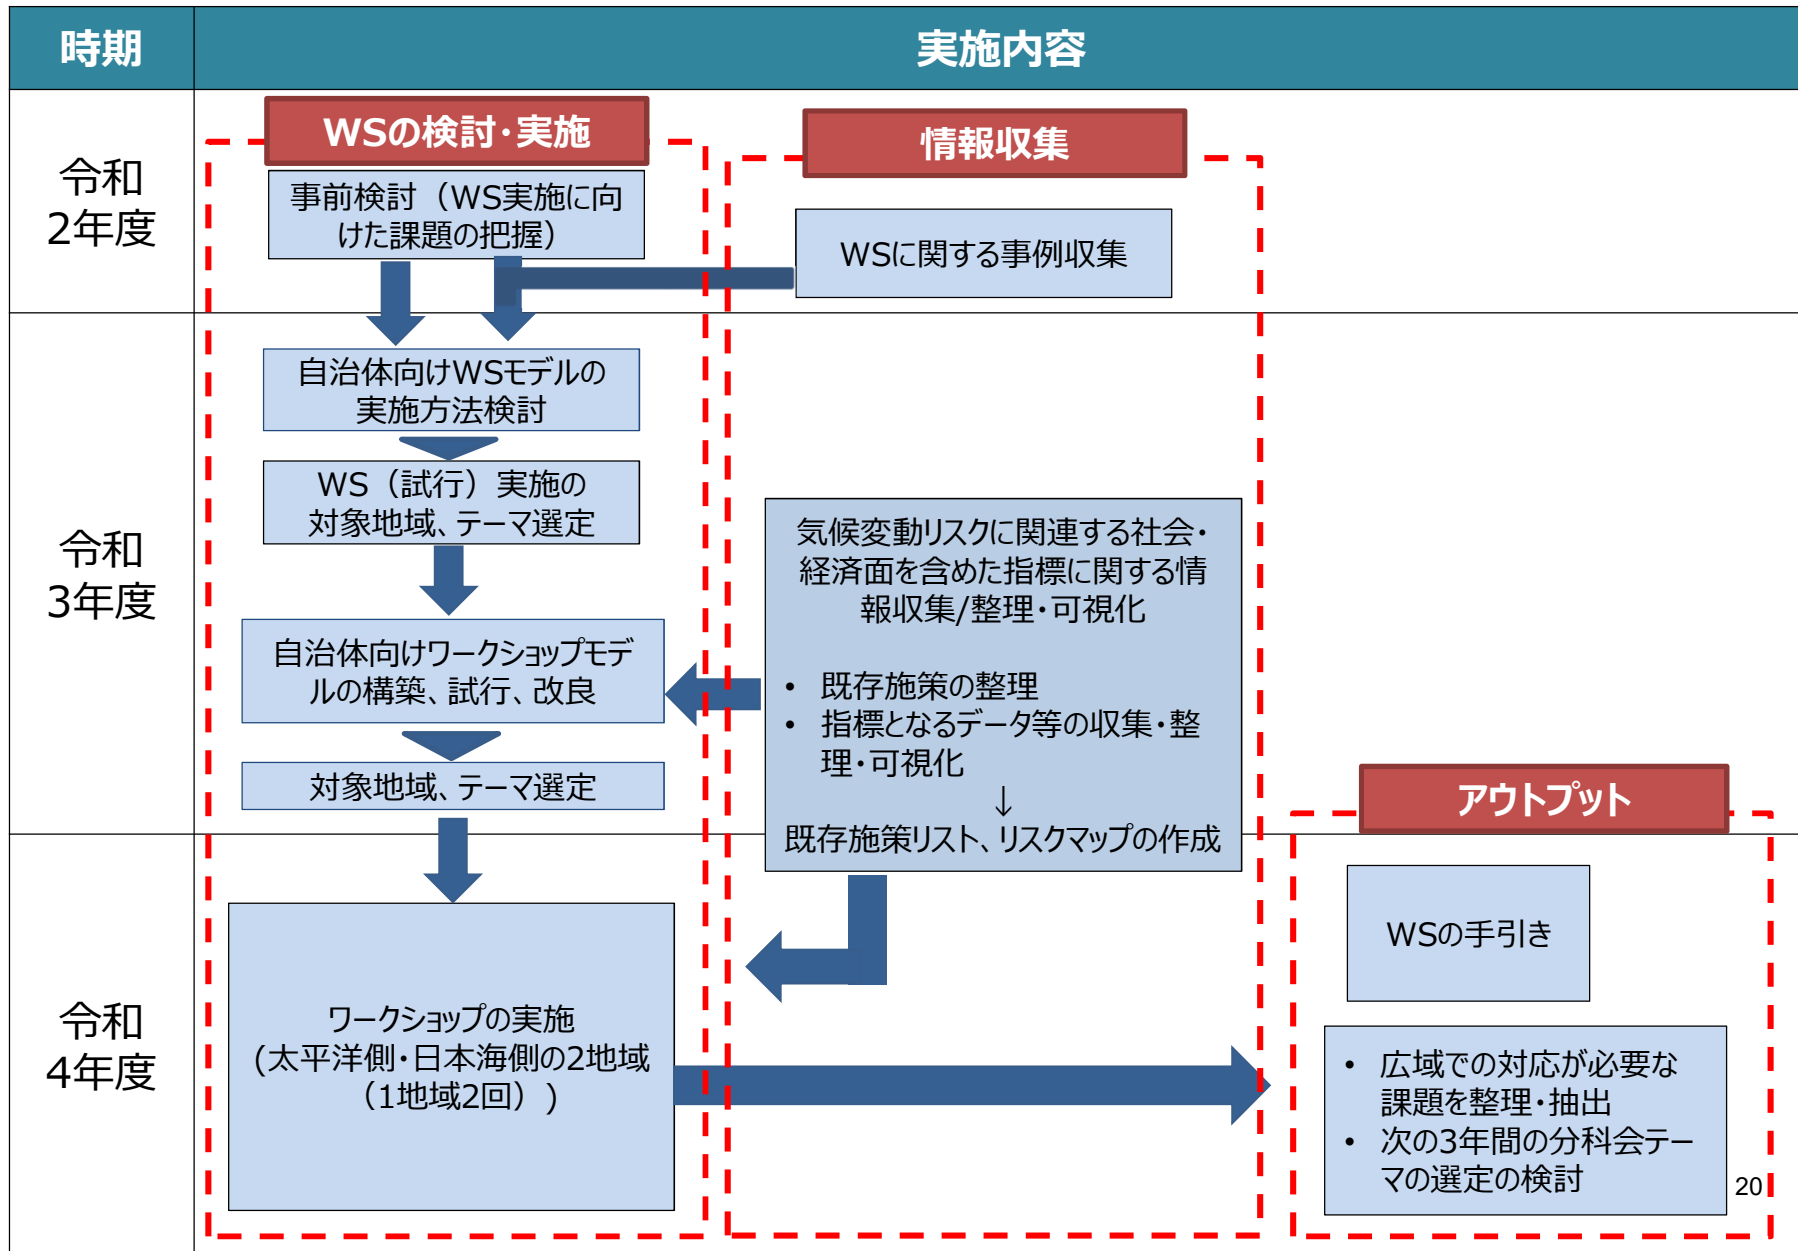 時期
実施内容
令和
2年度
WSの検討・実施
事前検討（WS実施に向
けた課題の把握）
情報収集
WSに関する事例収集
令和
3年度
自治体向けWSモデルの
実施方法検討
WS（試行）実施の
対象地域、テーマ選定
自治体向けワークショップモデ
ルの構築、試行、改良
対象地域、テーマ選定
気候変動リスクに関連する社会・
経済面を含めた指標に関する情
報収集/整理・可視化
• 既存施策の整理
• 指標となるデータ等の収集・整
理・可視化
↓
既存施策リスト、リスクマップの作成
令和
4年度
ワークショップの実施
(太平洋側・日本海側の2地域
（1地域2回）)
アウトプット
WSの手引き
• 広域での対応が必要な
課題を整理・抽出
• 次の3年間の分科会テー
マの選定の検討
20